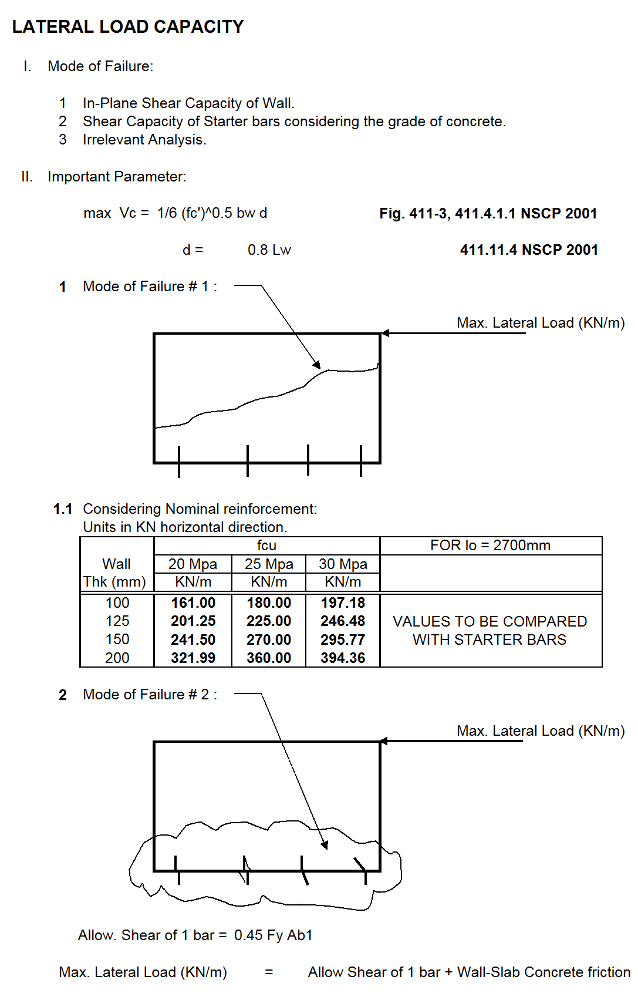 LATERAL LOAD CAPACITY
I. Mode of Failure:
1 In-Plane Shear Capacity of Wall.
2 Shear Capacity of Starter bars considering the grade of concrete.
3 Irrelevant Analysis.
II. Important Parameter:
max Vc = 1/6 (fc')^0.5 bw d Fig. 411-3, 411.4.1.1 NSCP 2001
d = 0.8 Lw 411.11.4 NSCP 2001
1 Mode of Failure # 1 :
Max. Lateral Load (KN/m)
1.1 Considering Nominal reinforcement:
Units in KN horizontal direction.
fcu FOR lo = 2700mm
Wall 20 Mpa 25 Mpa 30 Mpa
Thk (mm) KN/m KN/m KN/m
100 161.00 180.00 197.18
125 201.25 225.00 246.48 VALUES TO BE COMPARED
150 241.50 270.00 295.77 WITH STARTER BARS
200 321.99 360.00 394.36
2 Mode of Failure # 2 :
Max. Lateral Load (KN/m)
Allow. Shear of 1 bar = 0.45 Fy Ab1
Max. Lateral Load (KN/m) = Allow Shear of 1 bar + Wall-Slab Concrete friction